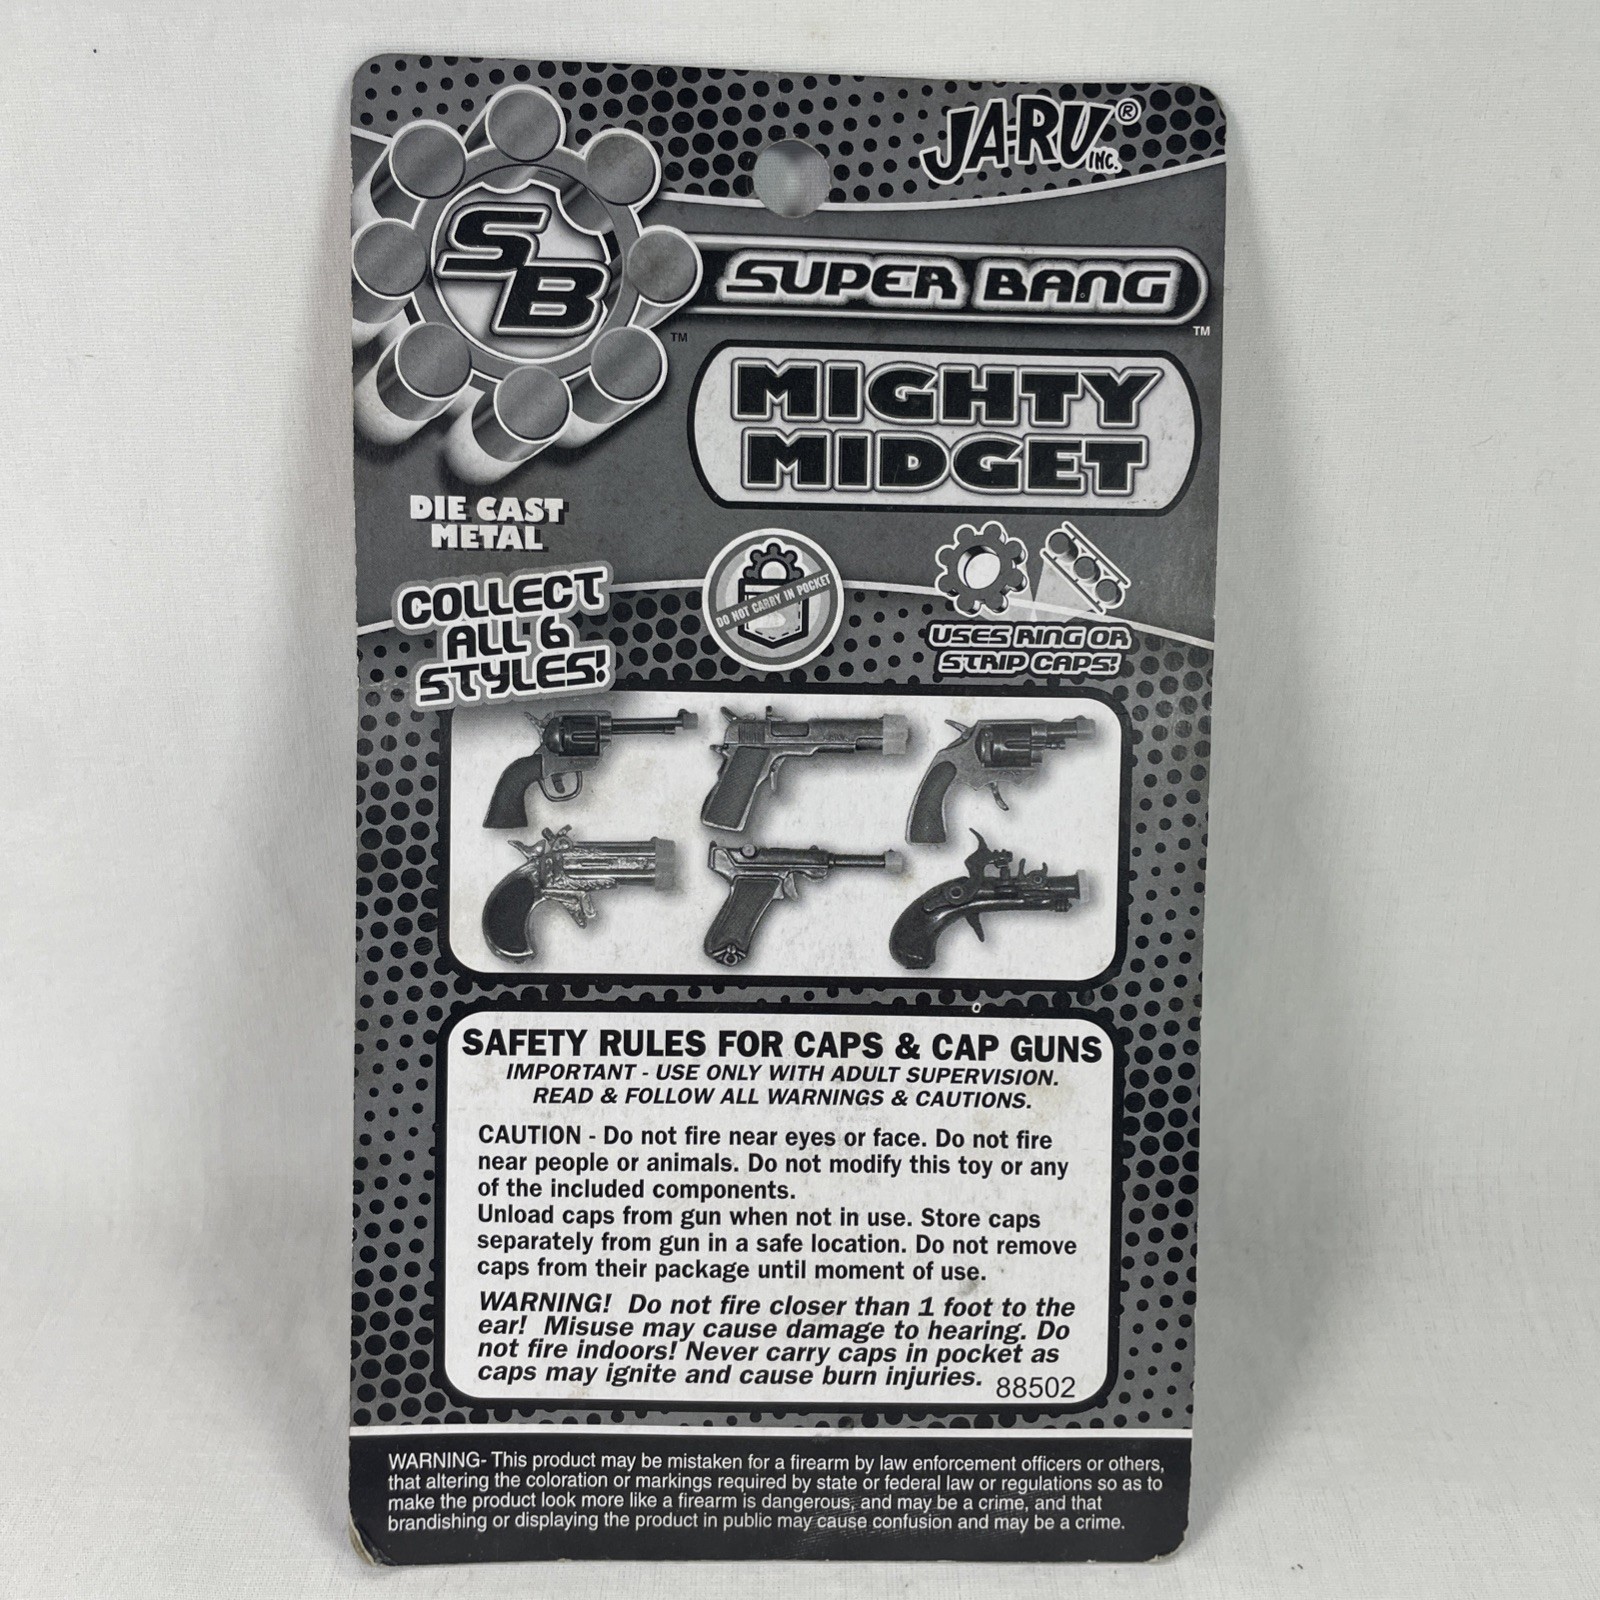 JA-RU® INC.
SB™
SUPER BANG™
MIGHTY
MIDGET
DIE CAST
METAL
COLLECT
ALL 6
STYLES!
DO NOT CARRY IN POCKET
USES RING OR
STRIP CAPS!
SAFETY RULES FOR CAPS & CAP GUNS
IMPORTANT - USE ONLY WITH ADULT SUPERVISION.
READ & FOLLOW ALL WARNINGS & CAUTIONS.
CAUTION - Do not fire near eyes or face. Do not fire
near people or animals. Do not modify this toy or any
of the included components.
Unload caps from gun when not in use. Store caps
separately from gun in a safe location. Do not remove
caps from their package until moment of use.
WARNING! Do not fire closer than 1 foot to the
ear! Misuse may cause damage to hearing. Do
not fire indoors! Never carry caps in pocket as
caps may ignite and cause burn injuries. 88502
WARNING- This product may be mistaken for a firearm by law enforcement officers or others,
that altering the coloration or markings required by state or federal law or regulations so as to
make the product look more like a firearm is dangerous, and may be a crime, and that
brandishing or displaying the product in public may cause confusion and may be a crime.